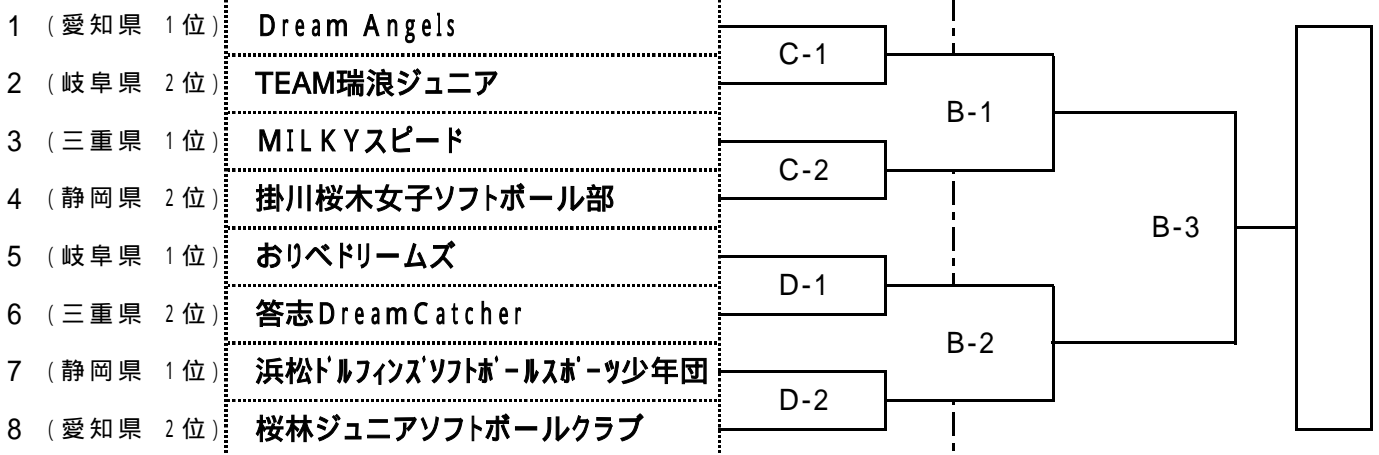 1 (愛知県 1位) Dream Angels
C-1
2 (岐阜県 2位) TEAM瑞浪ジュニア
B-1
3 (三重県 1位) MILKYスピード
C-2
4 (静岡県 2位) 掛川桜木女子ソフトボール部
B-3
5 (岐阜県 1位) おりべドリームズ
D-1
6 (三重県 2位) 答志DreamCatcher
B-2
7 (静岡県 1位) 浜松ﾄﾞﾙﾌｨﾝｽﾞｿﾌﾄﾎﾞｰﾙｽﾎﾟｰﾂ少年団
D-2
8 (愛知県 2位) 桜林ジュニアソフトボールクラブ